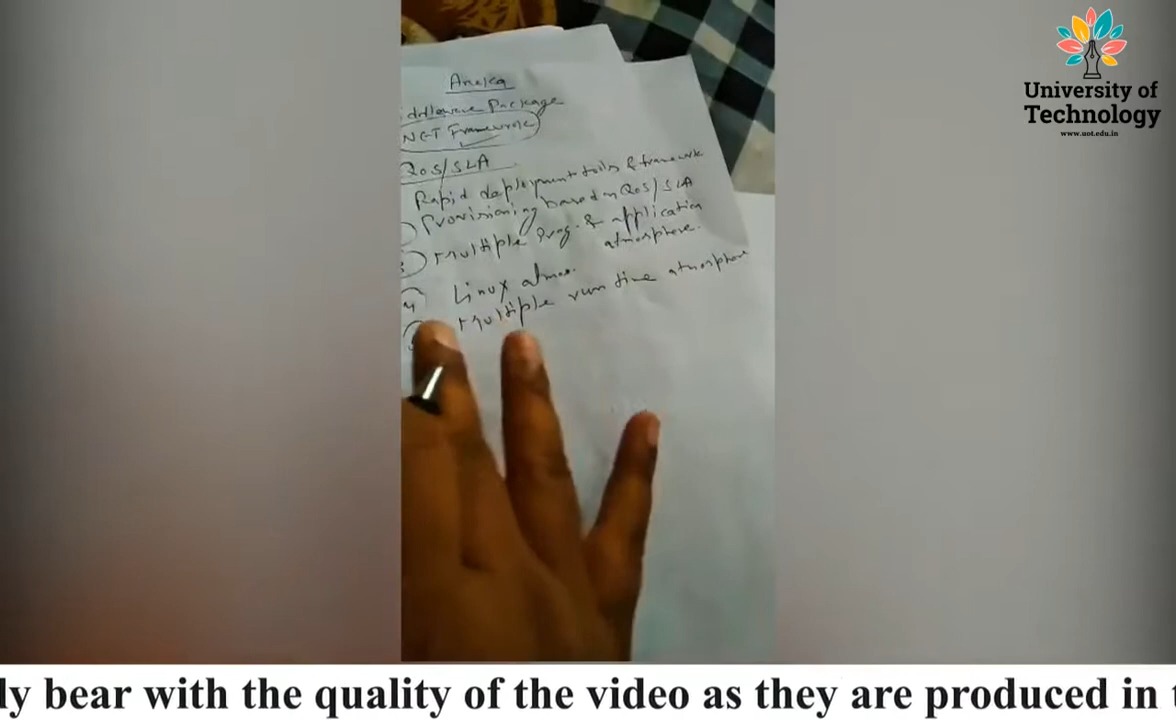 Aneka
iddleware Package
NET Framework
QoS/SLA
Rapid deployment tools & framework
Provisioning based on QoS/SLA
Multiple Prog. & application
atmosphere.
Linux atmos.
Multiple run time atmosphere
University of
Technology
www.uot.edu.in
ly bear with the quality of the video as they are produced in